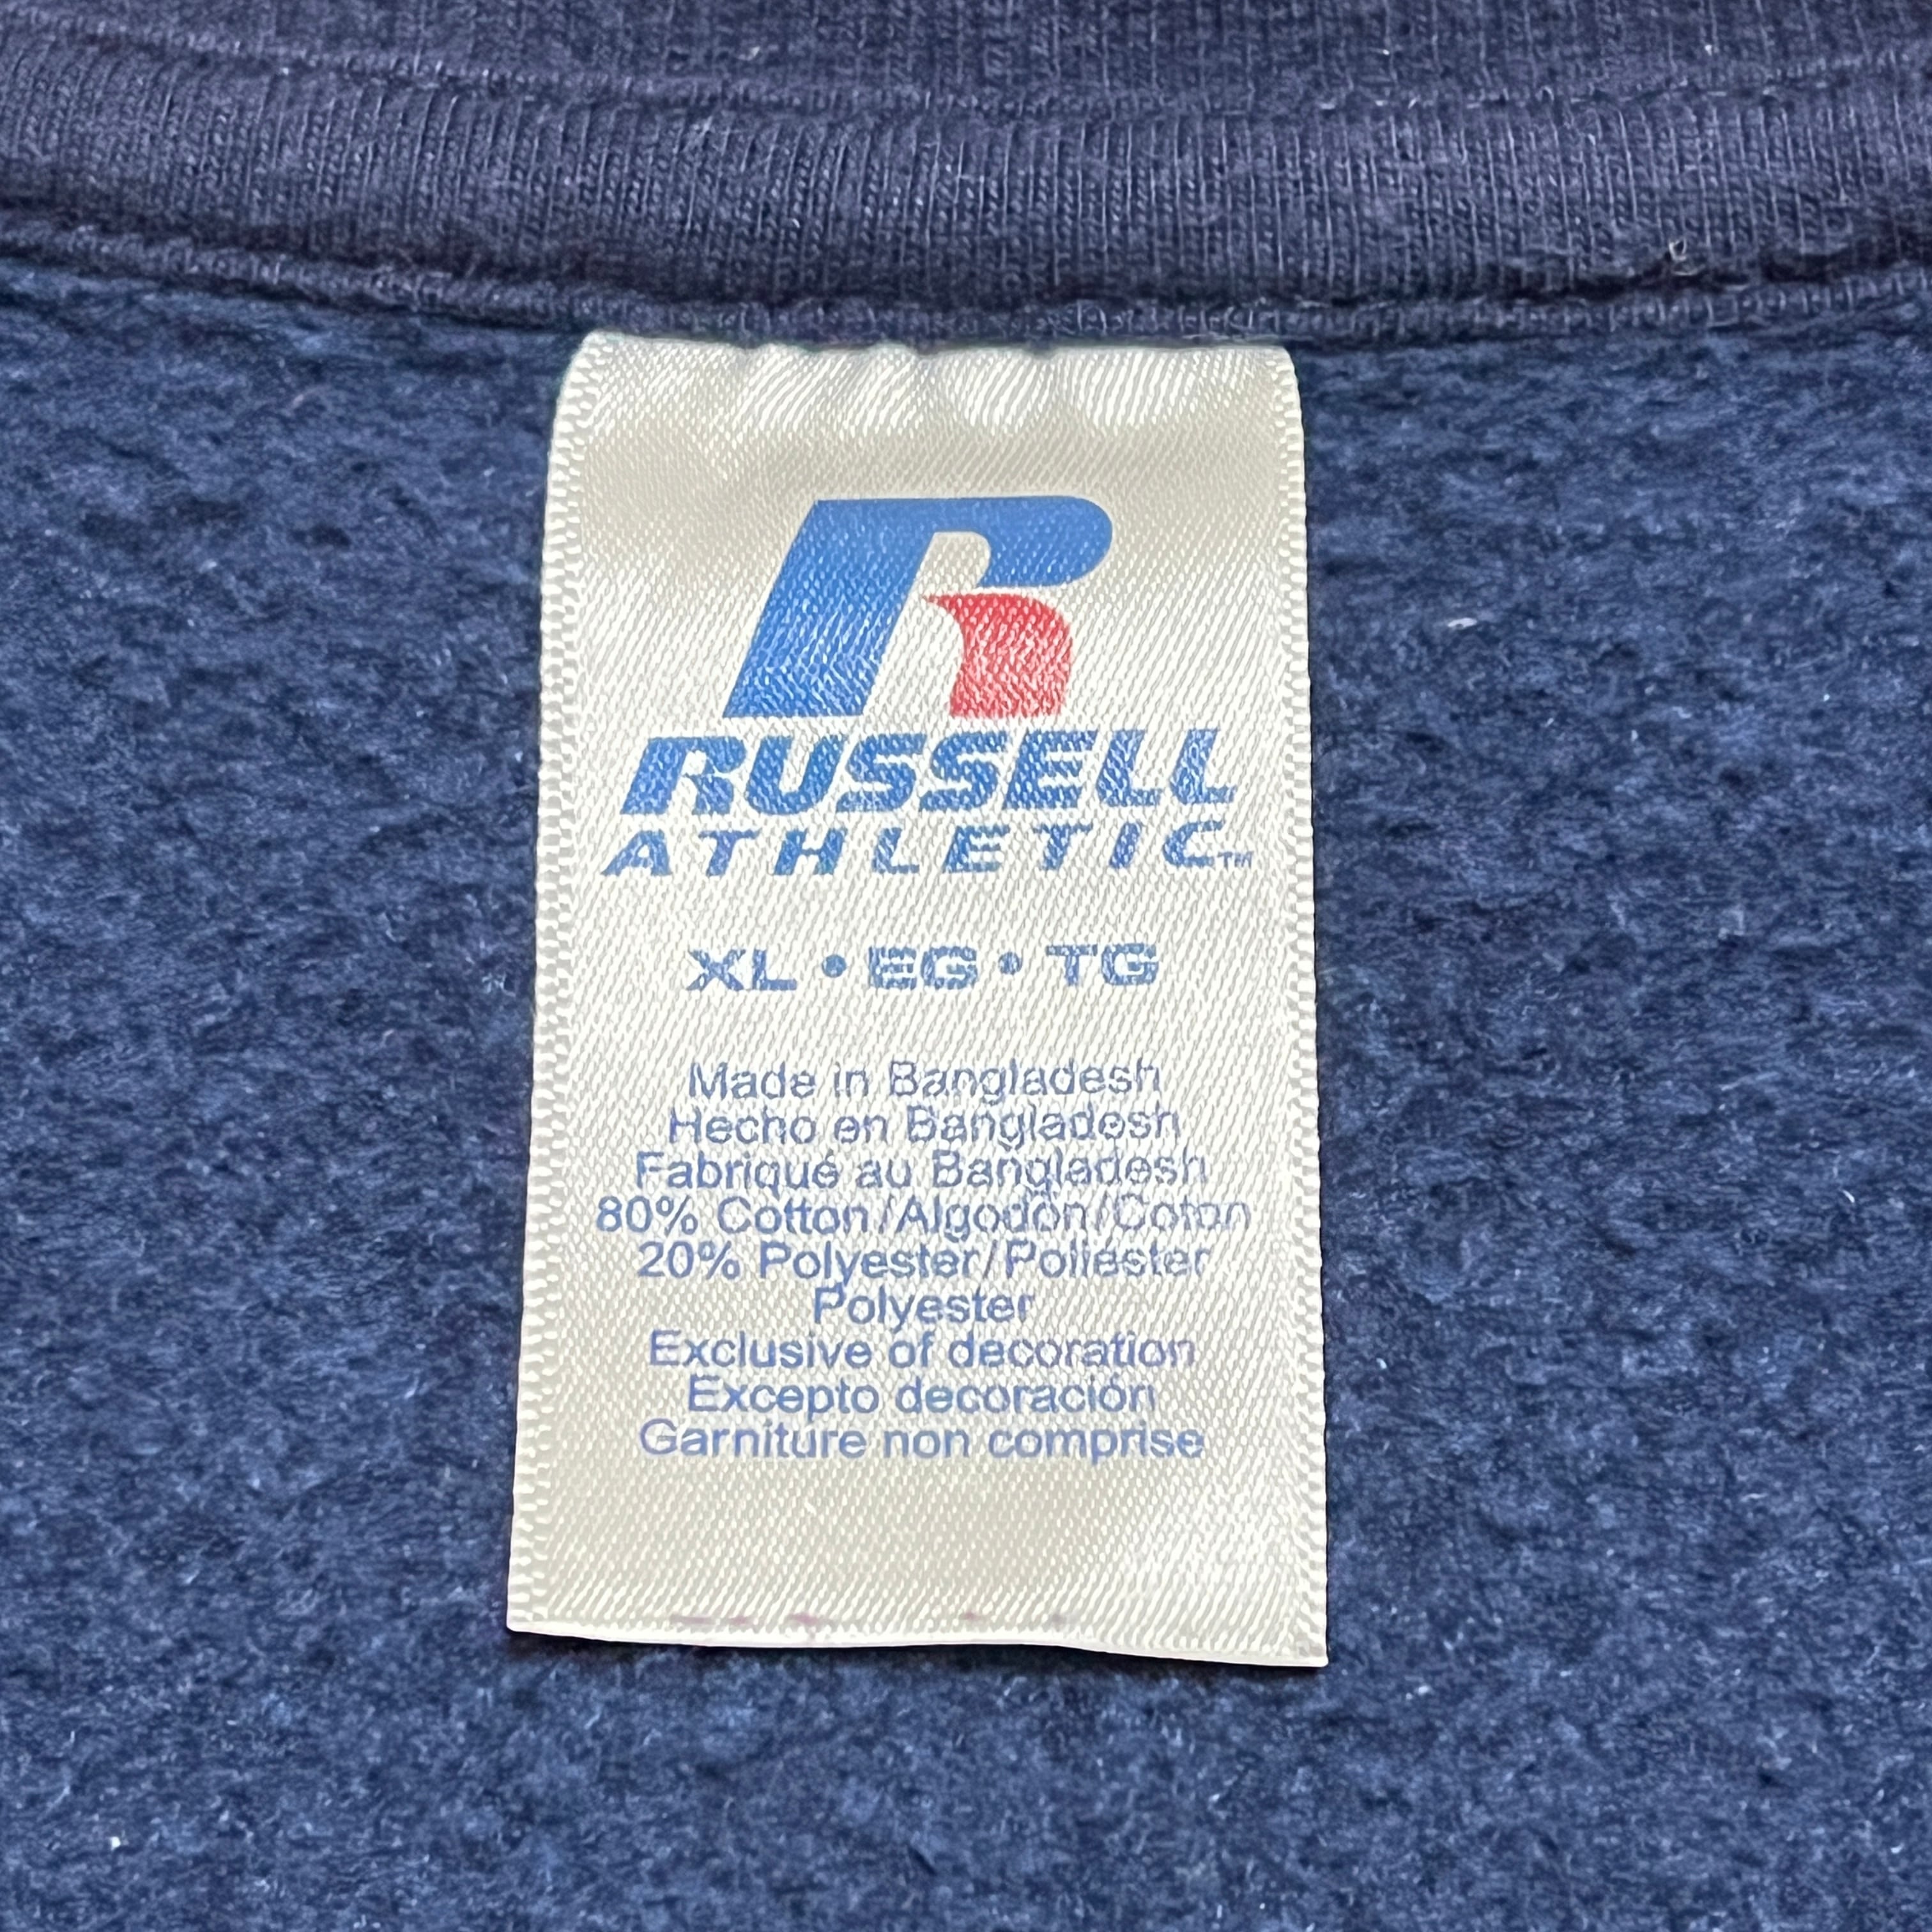 R
RUSSELL
ATHLETIC™
XL • EG • TG
Made in Bangladesh
Hecho en Bangladesh
Fabriqué au Bangladesh
80% Cotton/Algodón/Coton
20% Polyester/Poliéster
Polyester
Exclusive of decoration
Excepto decoración
Garniture non comprise